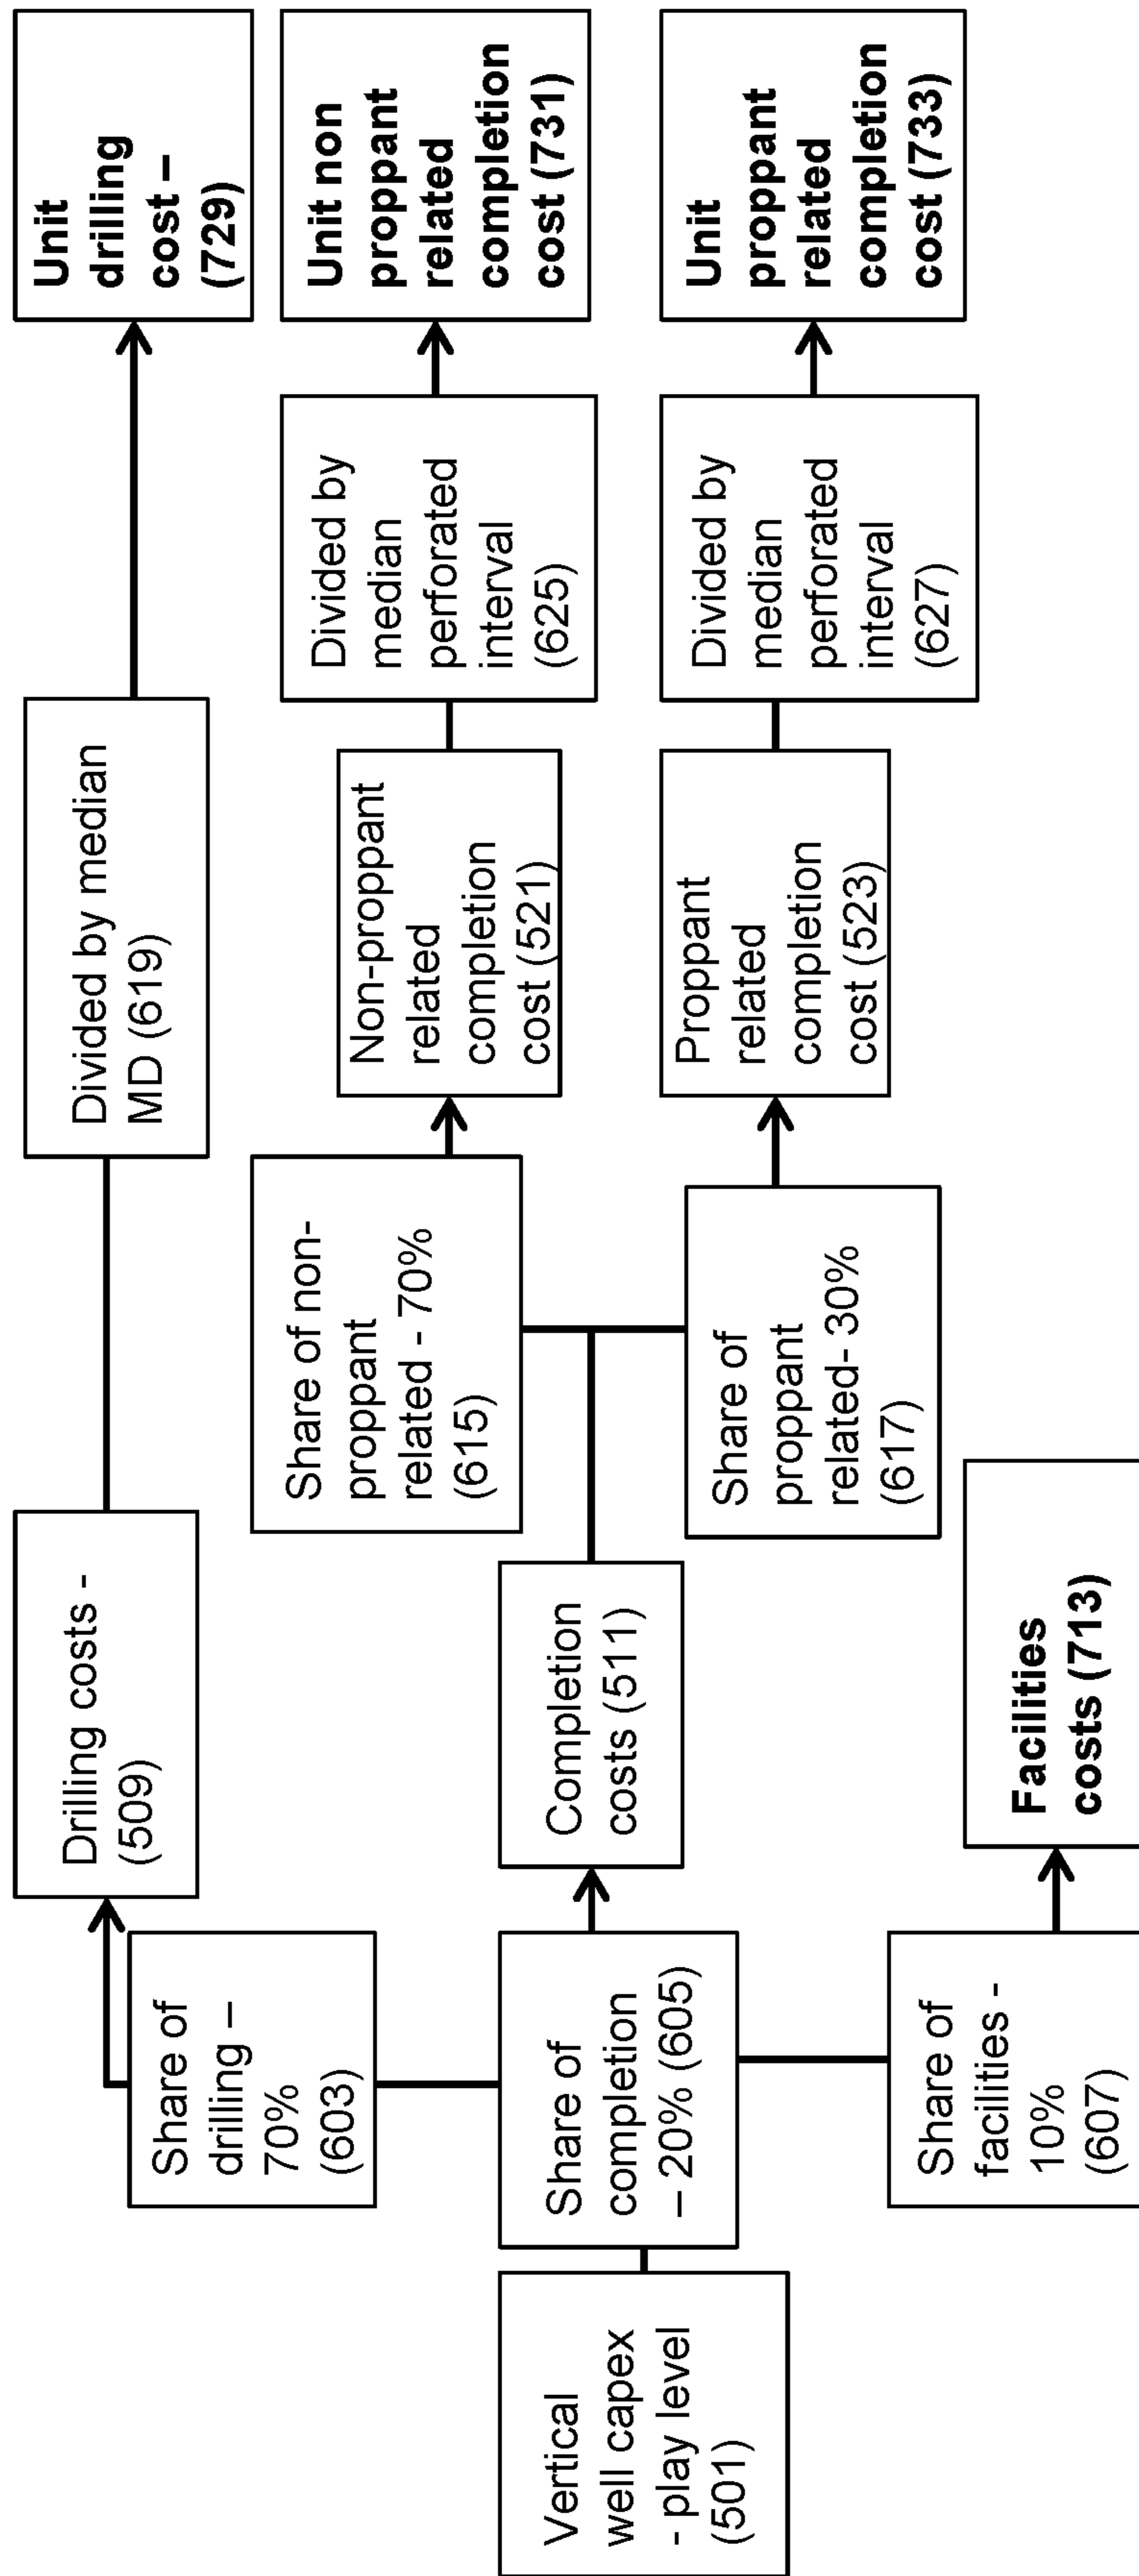 Vertical
well capex
- play level
(501)
Share of
drilling –
70%
(603)
Share of
completion
– 20% (605)
Share of
facilities -
10%
(607)
Drilling costs -
(509)
Completion
costs (511)
Facilities
costs (713)
Share of non-
proppant
related - 70%
(615)
Share of
proppant
related- 30%
(617)
Divided by median
MD (619)
Non-proppant
related
completion
cost (521)
Proppant
related
completion
cost (523)
Divided by
median
perforated
interval
(625)
Divided by
median
perforated
interval
(627)
Unit
drilling
cost –
(729)
Unit non
proppant
related
completion
cost (731)
Unit
proppant
related
completion
cost (733)